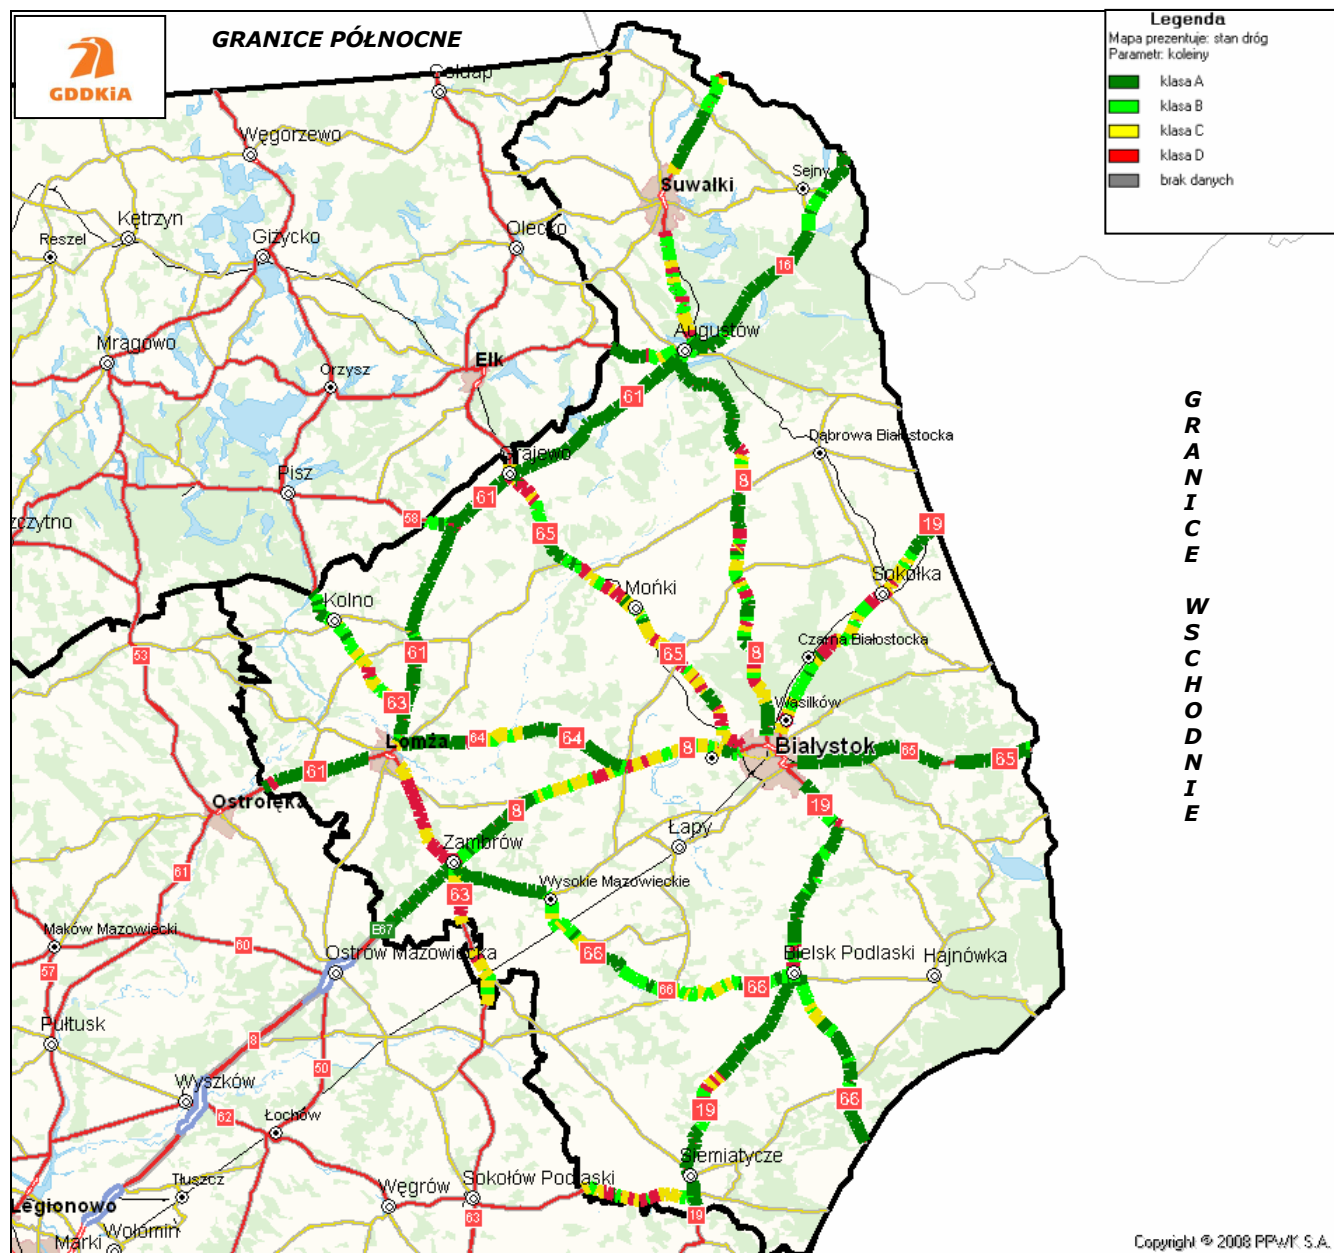 GDDKiA
GRANICE PÓŁNOCNE
Legenda
Mapa prezentuje: stan dróg
Parametr: koleiny
klasa A
klasa B
klasa C
klasa D
brak danych
Gołdap
Węgorzewo
Suwałki
Sejny
Kętrzyn
Reszel
Giżycko
Olecko
16
Augustów
Mrągowo
Ełk
Orzysz
61
GRANICE WSCHODNIE
Dąbrowa Białostocka
Grajewo
8
Pisz
61
58
65
19
zczytno
Sokółka
Mońki
Kolno
Czarna Białostocka
53
61
65
8
63
Wasilków
Łomża
64
64
8
Białystok
65
65
61
Ostrołęka
8
19
Łapy
Zambrów
61
63
Wysokie Mazowieckie
E67
Maków Mazowiecki
60
66
Ostrów Mazowiecka
Bielsk Podlaski
Hajnówka
57
66
66
Pułtusk
8
50
Wyszków
62
Łochów
19
66
Siemiatycze
Tłuszcz
Węgrów
Sokołów Podlaski
Legionowo
63
19
Wołomin
Marki
Copyright © 2008 PPWK S.A.